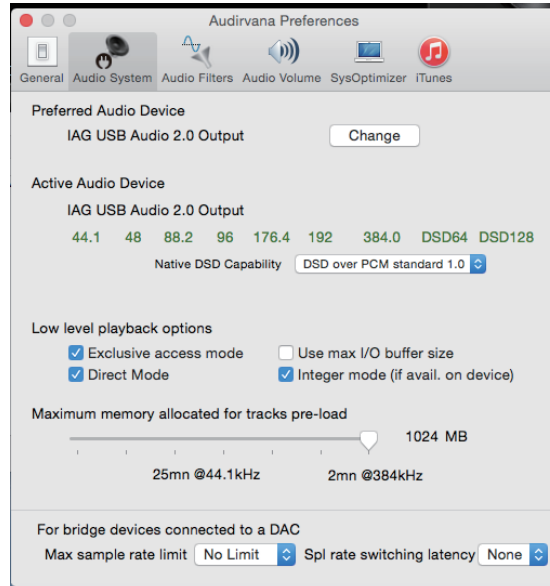 Audirvana Preferences
General Audio System Audio Filters Audio Volume SysOptimizer iTunes
Preferred Audio Device
IAG USB Audio 2.0 Output Change
Active Audio Device
IAG USB Audio 2.0 Output
44.1 48 88.2 96 176.4 192 384.0 DSD64 DSD128
Native DSD Capability DSD over PCM standard 1.0
Low level playback options
Exclusive access mode Use max I/O buffer size
Direct Mode Integer mode (if avail. on device)
Maximum memory allocated for tracks pre-load
1024 MB
25mn @44.1kHz 2mn @384kHz
For bridge devices connected to a DAC
Max sample rate limit No Limit Spl rate switching latency None